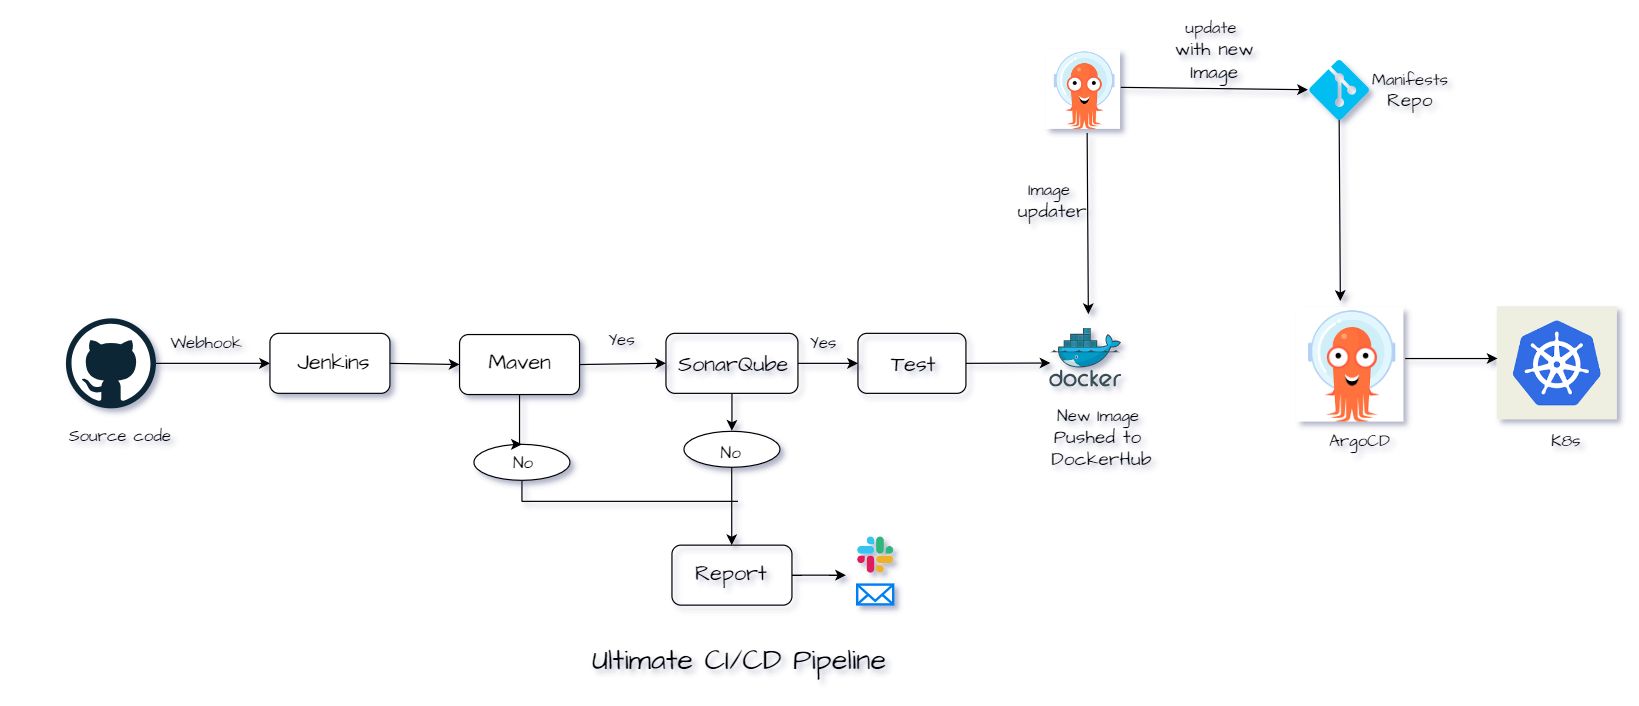 update
with new
Image
Manifests
Repo
Image
updater
Webhook
Jenkins
Maven
Yes
SonarQube
Yes
Test
docker
New Image
Pushed to
DockerHub
Source code
ArgoCD
K8s
No
No
Report
Ultimate CI/CD Pipeline